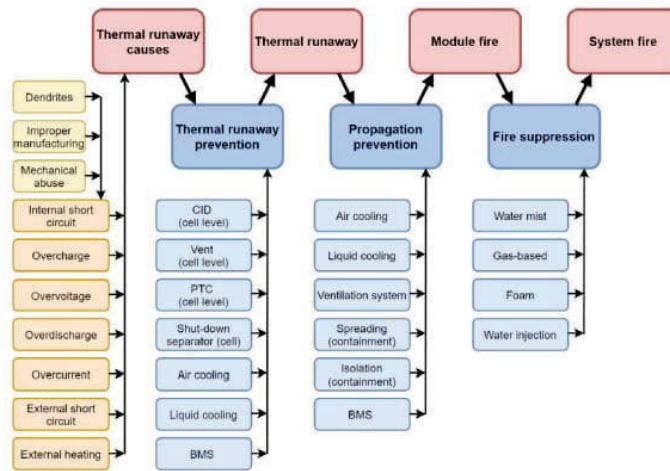 Thermal runaway
causes
Thermal runaway
Module fire
System fire
Thermal runaway
prevention
Propagation
prevention
Fire suppression
Dendrites
Improper
manufacturing
Mechanical
abuse
Internal short
circuit
Overcharge
Overvoltage
Overdischarge
Overcurrent
External short
circuit
External heating
CID
(cell level)
Vent
(cell level)
PTC
(cell level)
Shut-down
separator (cell)
Air cooling
Liquid cooling
BMS
Air cooling
Liquid cooling
Ventilation system
Spreading
(containment)
Isolation
(containment)
BMS
Water mist
Gas-based
Foam
Water injection